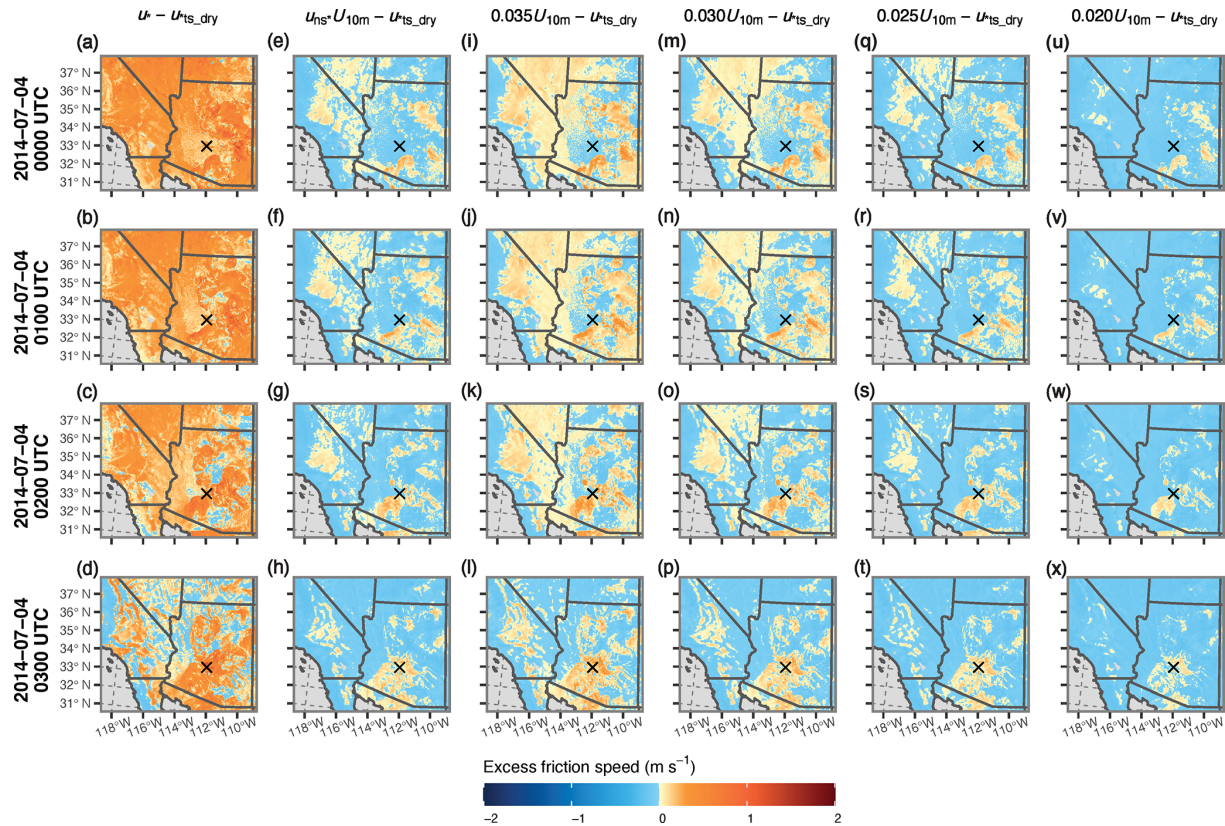 u* − u*ts_dry
uns*U10m − u*ts_dry
0.035U10m − u*ts_dry
0.030U10m − u*ts_dry
0.025U10m − u*ts_dry
0.020U10m − u*ts_dry
(a) (e) (i) (m) (q) (u)
2014−07−04
0000 UTC
37° N
36° N
35° N
34° N
33° N
32° N
31° N
(b) (f) (j) (n) (r) (v)
2014−07−04
0100 UTC
37° N
36° N
35° N
34° N
33° N
32° N
31° N
(c) (g) (k) (o) (s) (w)
2014−07−04
0200 UTC
37° N
36° N
35° N
34° N
33° N
32° N
31° N
(d) (h) (l) (p) (t) (x)
2014−07−04
0300 UTC
37° N
36° N
35° N
34° N
33° N
32° N
31° N
118°W 116°W 114°W 112°W 110°W 118°W 116°W 114°W 112°W 110°W 118°W 116°W 114°W 112°W 110°W 118°W 116°W 114°W 112°W 110°W 118°W 116°W 114°W 112°W 110°W 118°W 116°W 114°W 112°W 110°W
Excess friction speed (m s−1)
−2 −1 0 1 2